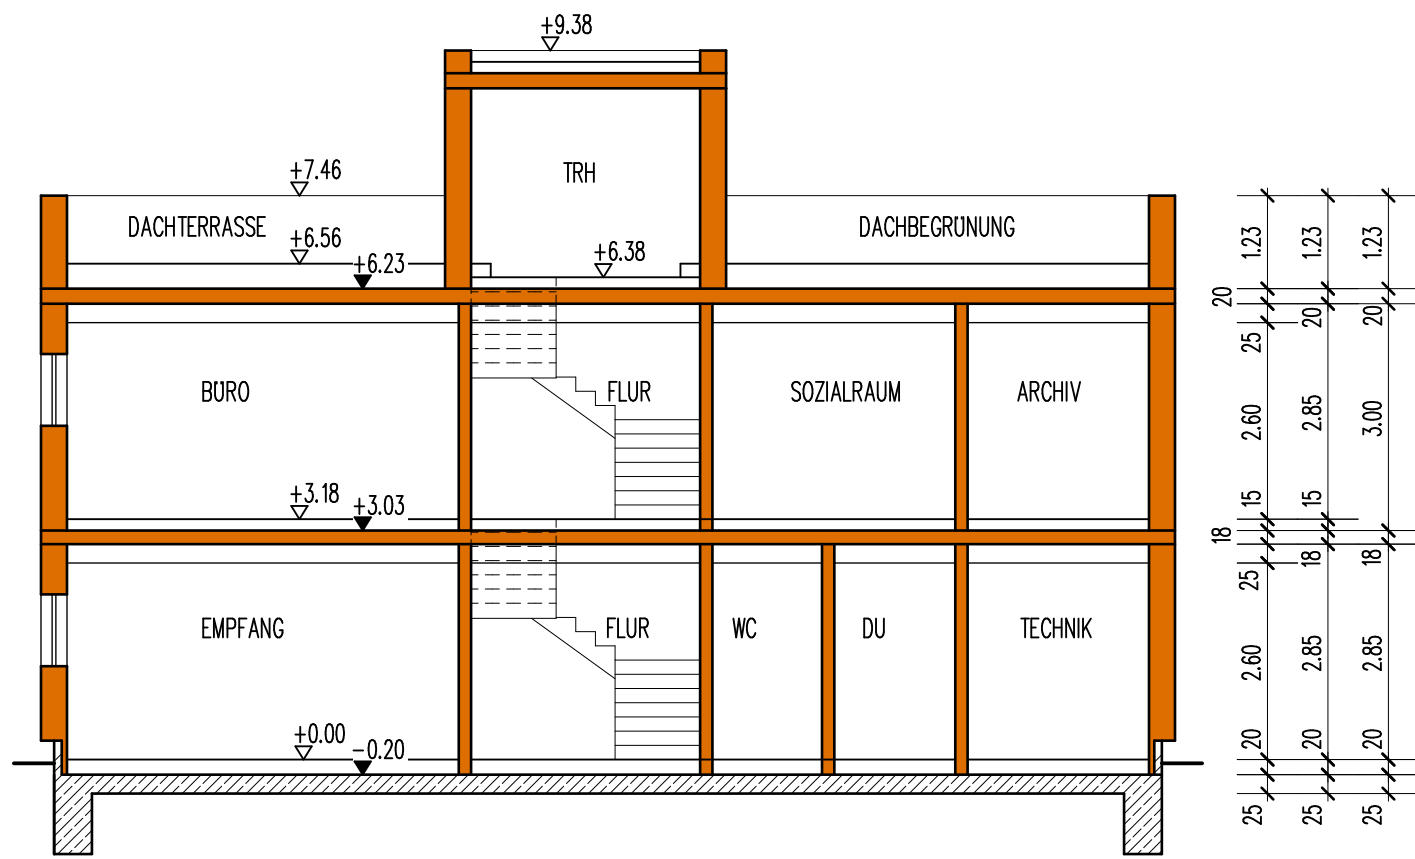 +9.38
TRH
+7.46
DACHTERRASSE
DACHBEGRÜNUNG
+6.56
+6.38
+6.23
BÜRO
FLUR
SOZIALRAUM
ARCHIV
+3.18
+3.03
EMPFANG
FLUR
WC
DU
TECHNIK
+0.00
-0.20
1.23
1.23
1.23
20
20
20
25
2.60
2.85
3.00
15
15
18
18
18
25
2.60
2.85
2.85
20
20
20
25
25
25